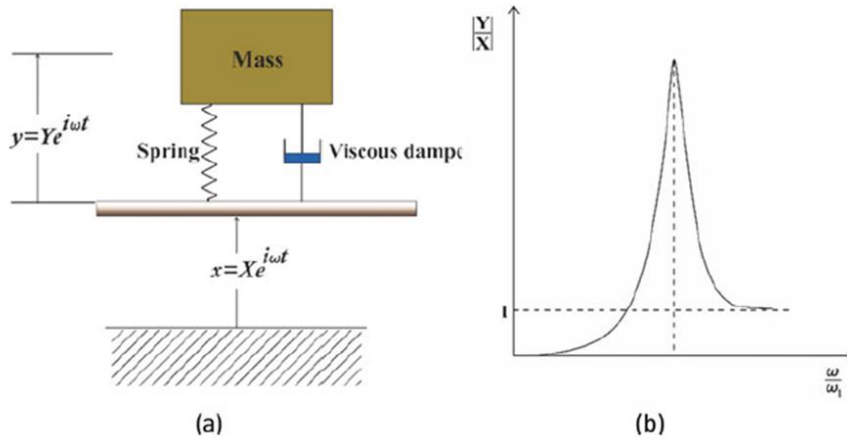 Mass
y=Ye^{iωt}
Spring
Viscous dampe
x=Xe^{iωt}
(a)
|Y|
|X|
1
ω
ω₁
(b)